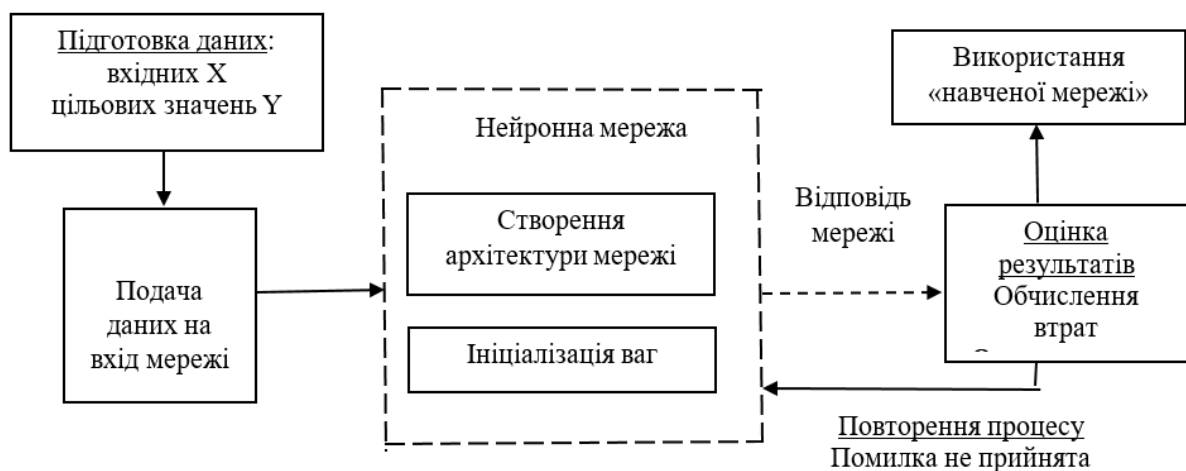 Підготовка даних:
вхідних X
цільових значень Y
Подача
даних на
вхід мережі
Нейронна мережа
Створення
архітектури мережі
Ініціалізація ваг
Відповідь
мережі
Використання
«навченої мережі»
Оцінка
результатів
Обчислення
втрат
Повторення процесу
Помилка не прийнята